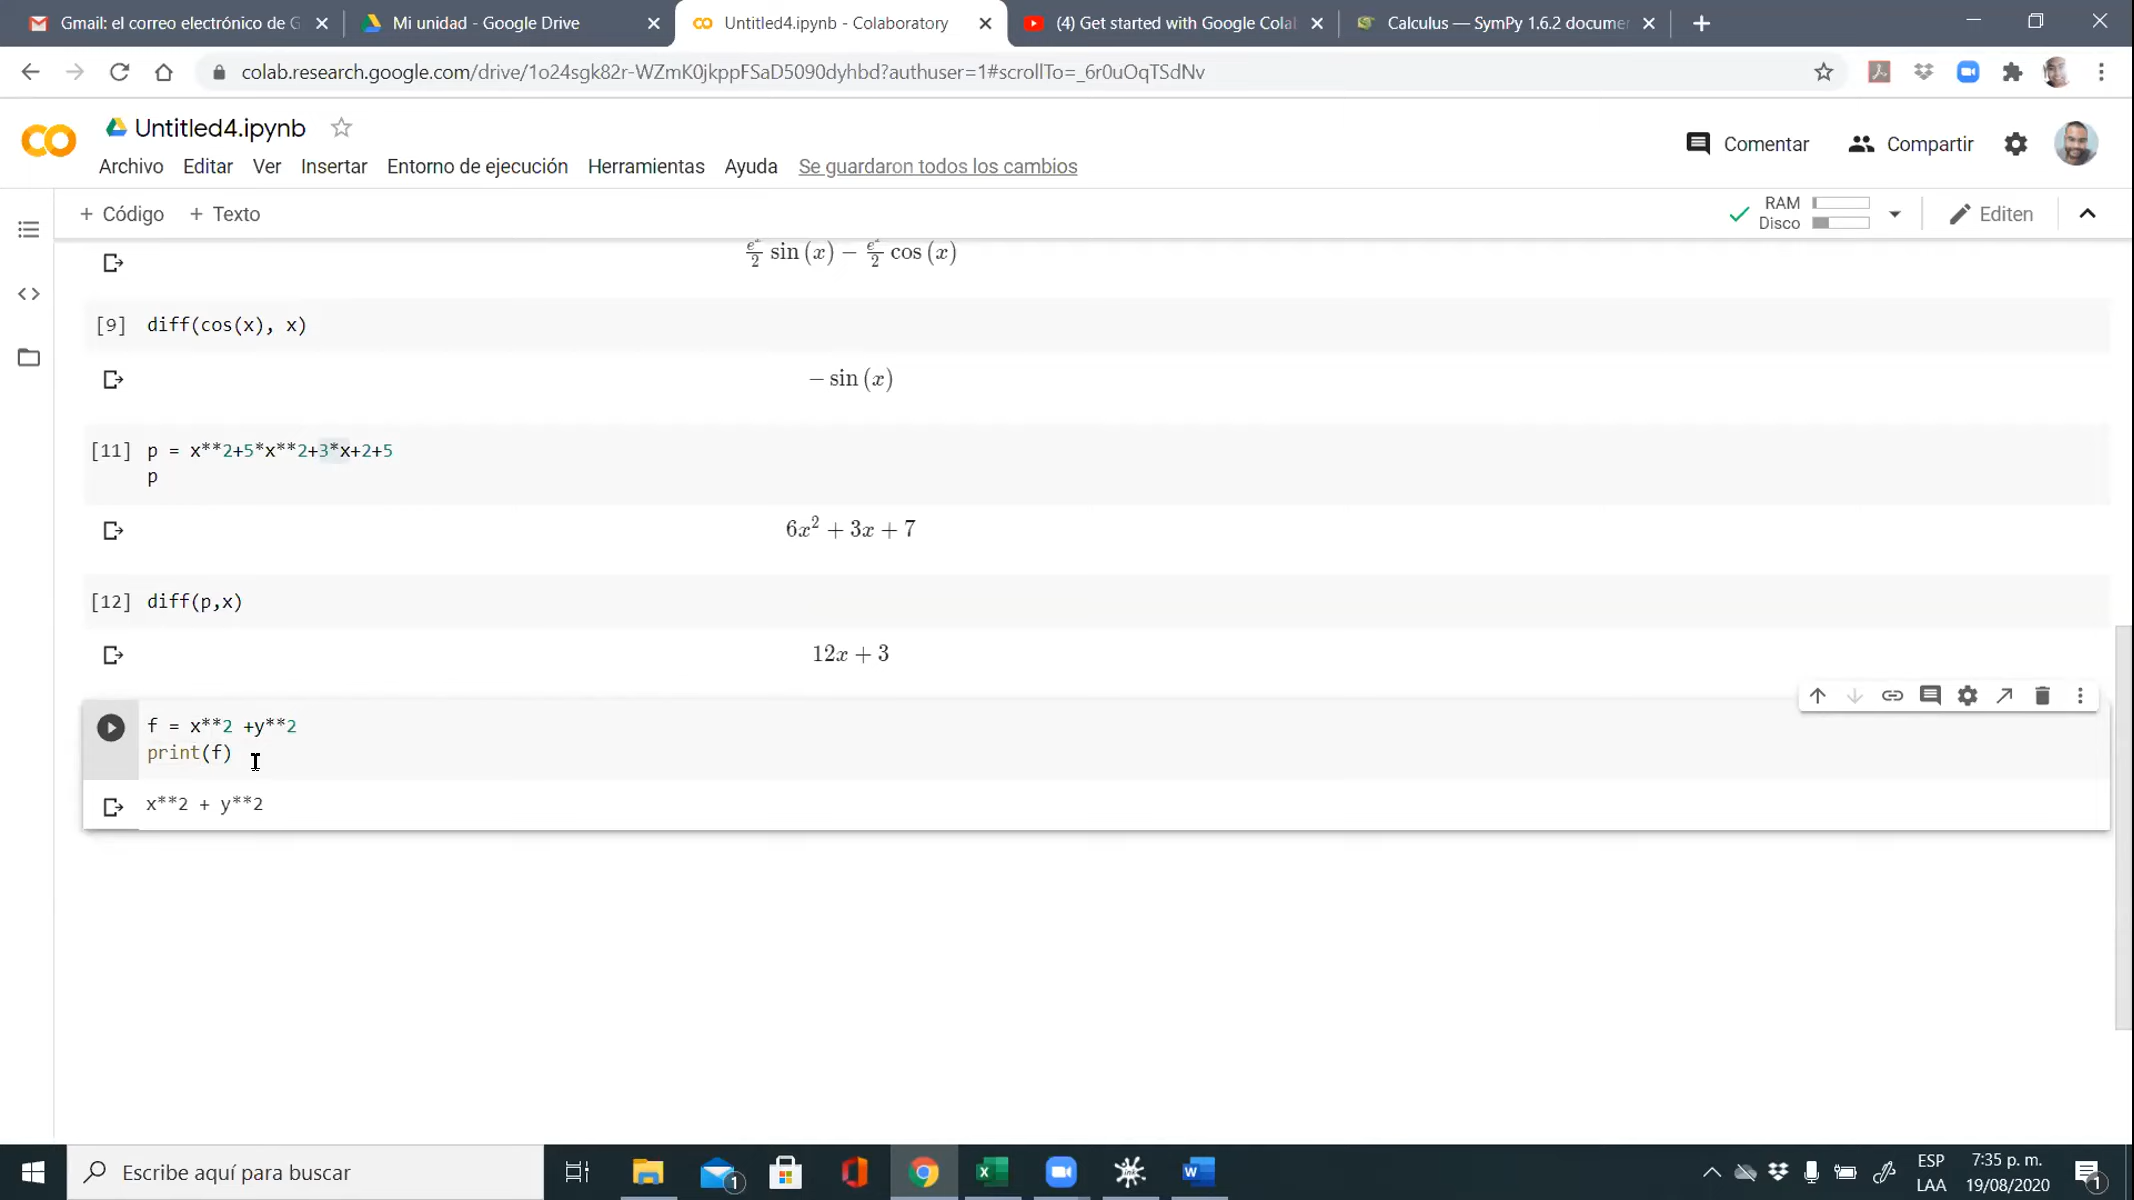 Gmail: el correo electrónico de G
Mi unidad - Google Drive
Untitled4.ipynb - Colaboratory
(4) Get started with Google Colab
Calculus — SymPy 1.6.2 documen
colab.research.google.com/drive/1o24sgk82r-WZmK0jkppFSaD5090dyhbd?authuser=1#scrollTo=_6r0uOqTSdNv
Untitled4.ipynb
Comentar
Compartir
Archivo Editar Ver Insertar Entorno de ejecución Herramientas Ayuda Se guardaron todos los cambios
+ Código + Texto
RAM
Disco
Editen
e^x/2 sin (x) − e^x/2 cos (x)
[9] diff(cos(x), x)
− sin (x)
[11] p = x**2+5*x**2+3*x+2+5
p
6x² + 3x + 7
[12] diff(p,x)
12x + 3
f = x**2 +y**2
print(f)
x**2 + y**2
Escribe aquí para buscar
1
ESP
LAA
7:35 p. m.
19/08/2020
1